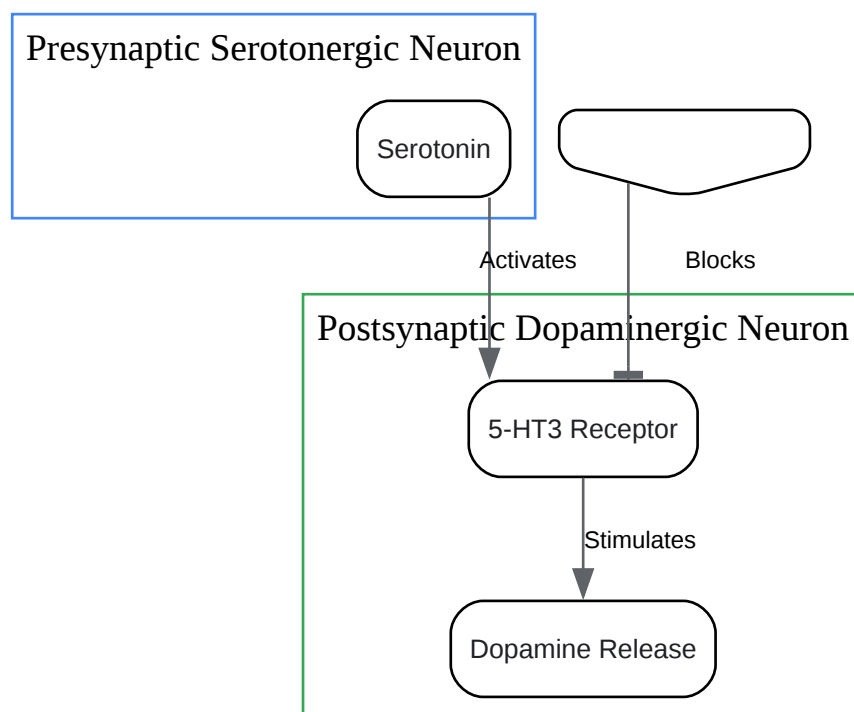 Presynaptic Serotonergic Neuron
Serotonin
Activates
Blocks
Postsynaptic Dopaminergic Neuron
5-HT3 Receptor
Stimulates
Dopamine Release